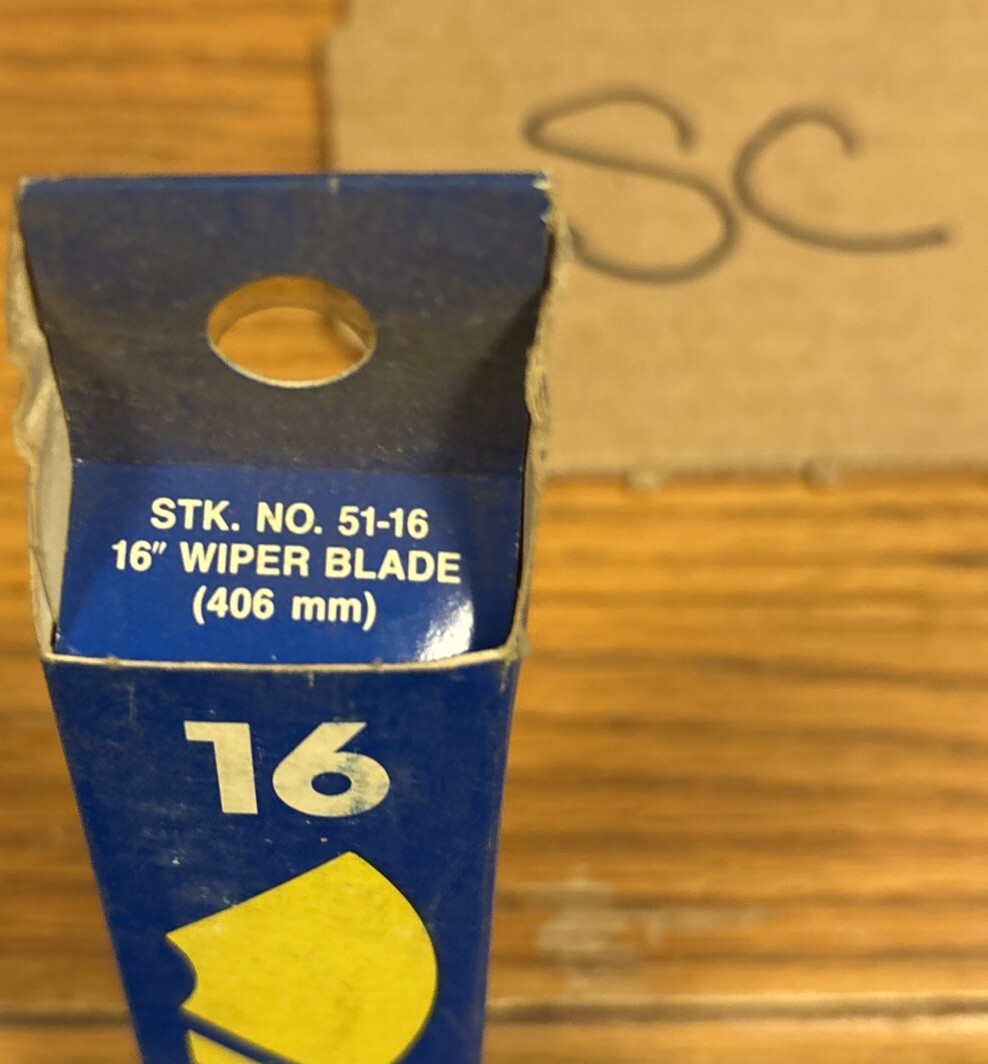 SC
STK. NO. 51-16
16" WIPER BLADE
(406 mm)
16